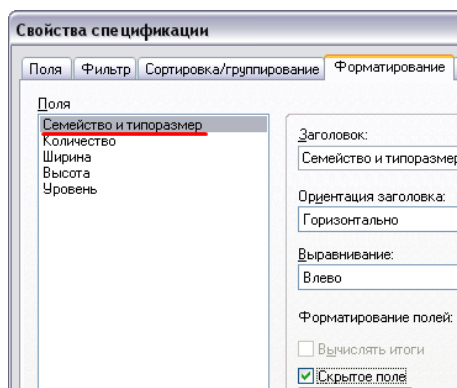 Свойства спецификации
Поля Фильтр Сортировка/группирование Форматирование
Поля
Семейство и типоразмер
Количество
Ширина
Высота
Уровень
Заголовок:
Семейство и типоразмер
Ориентация заголовка:
Горизонтально
Выравнивание:
Влево
Форматирование полей:
Вычислять итоги
Скрытое поле